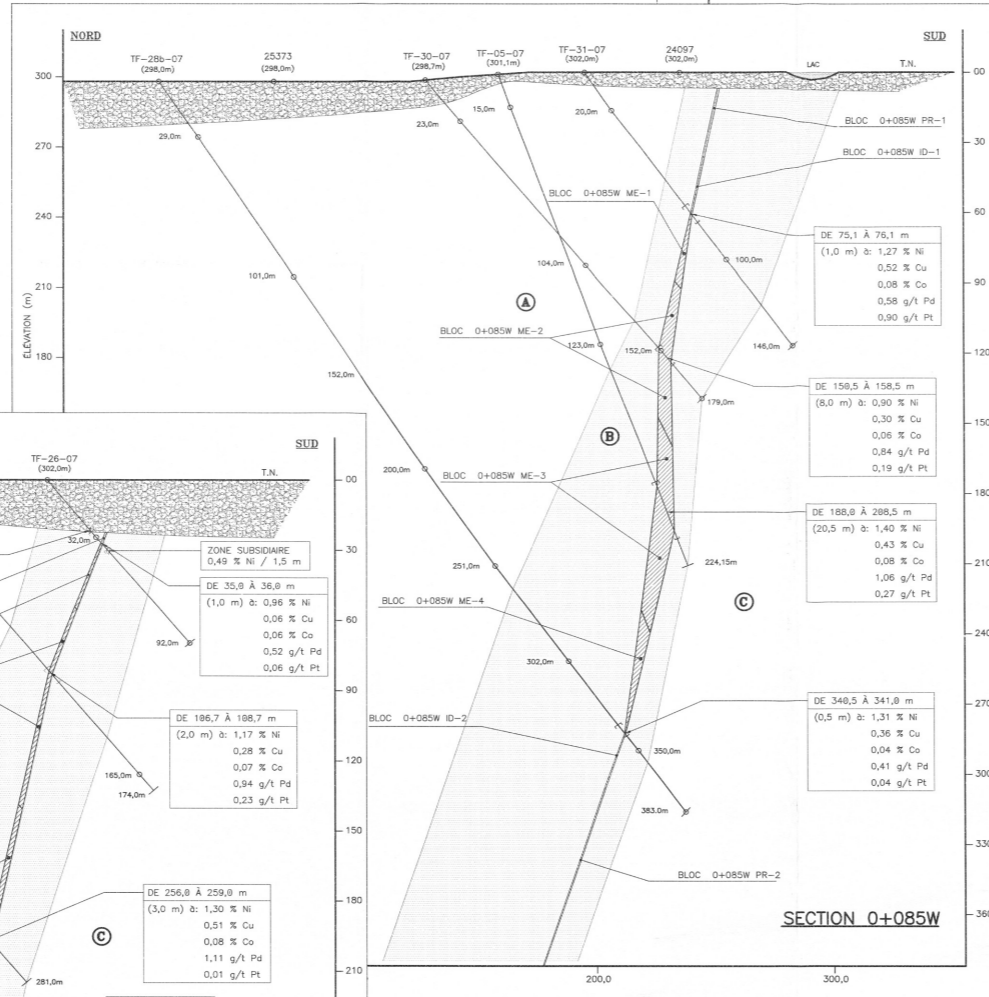 NORD
SUD
TF-28b-07
(298,0m)
25373
(298,0m)
TF-30-07
(298,7m)
TF-05-07
(301,1m)
TF-31-07
(302,0m)
24097
(302,0m)
LAC
T.N.
300
270
240
210
180
ÉLÉVATION (m)
00
30
60
90
120
150
180
210
240
270
300
330
360
29,0m
101,0m
152,0m
200,0m
251,0m
302,0m
350,0m
383.0m
23,0m
104,0m
152,0m
179,0m
15,0m
123,0m
224,15m
20,0m
100,0m
146,0m
A
B
C
BLOC 0+085W PR-1
BLOC 0+085W ID-1
BLOC 0+085W ME-1
BLOC 0+085W ME-2
BLOC 0+085W ME-3
BLOC 0+085W ME-4
BLOC 0+085W ID-2
BLOC 0+085W PR-2
DE 75,1 À 76,1 m
(1,0 m) à: 1,27 % Ni
0,52 % Cu
0,08 % Co
0,58 g/t Pd
0,90 g/t Pt
DE 150,5 À 158,5 m
(8,0 m) à: 0,90 % Ni
0,30 % Cu
0,06 % Co
0,84 g/t Pd
0,19 g/t Pt
DE 188,0 À 208,5 m
(20,5 m) à: 1,40 % Ni
0,43 % Cu
0,08 % Co
1,06 g/t Pd
0,27 g/t Pt
DE 340,5 À 341,0 m
(0,5 m) à: 1,31 % Ni
0,36 % Cu
0,04 % Co
0,41 g/t Pd
0,04 g/t Pt
SECTION 0+085W
200,0
300,0
SUD
TF-26-07
(302,0m)
T.N.
00
30
60
90
120
150
180
210
32,0m
92,0m
165,0m
174,0m
281,0m
ZONE SUBSIDIAIRE
0,49 % Ni / 1,5 m
DE 35,0 À 36,0 m
(1,0 m) à: 0,96 % Ni
0,06 % Cu
0,06 % Co
0,52 g/t Pd
0,06 g/t Pt
DE 106,7 À 108,7 m
(2,0 m) à: 1,17 % Ni
0,28 % Cu
0,07 % Co
0,94 g/t Pd
0,23 g/t Pt
DE 256,0 À 259,0 m
(3,0 m) à: 1,30 % Ni
0,51 % Cu
0,08 % Co
1,11 g/t Pd
0,01 g/t Pt
C